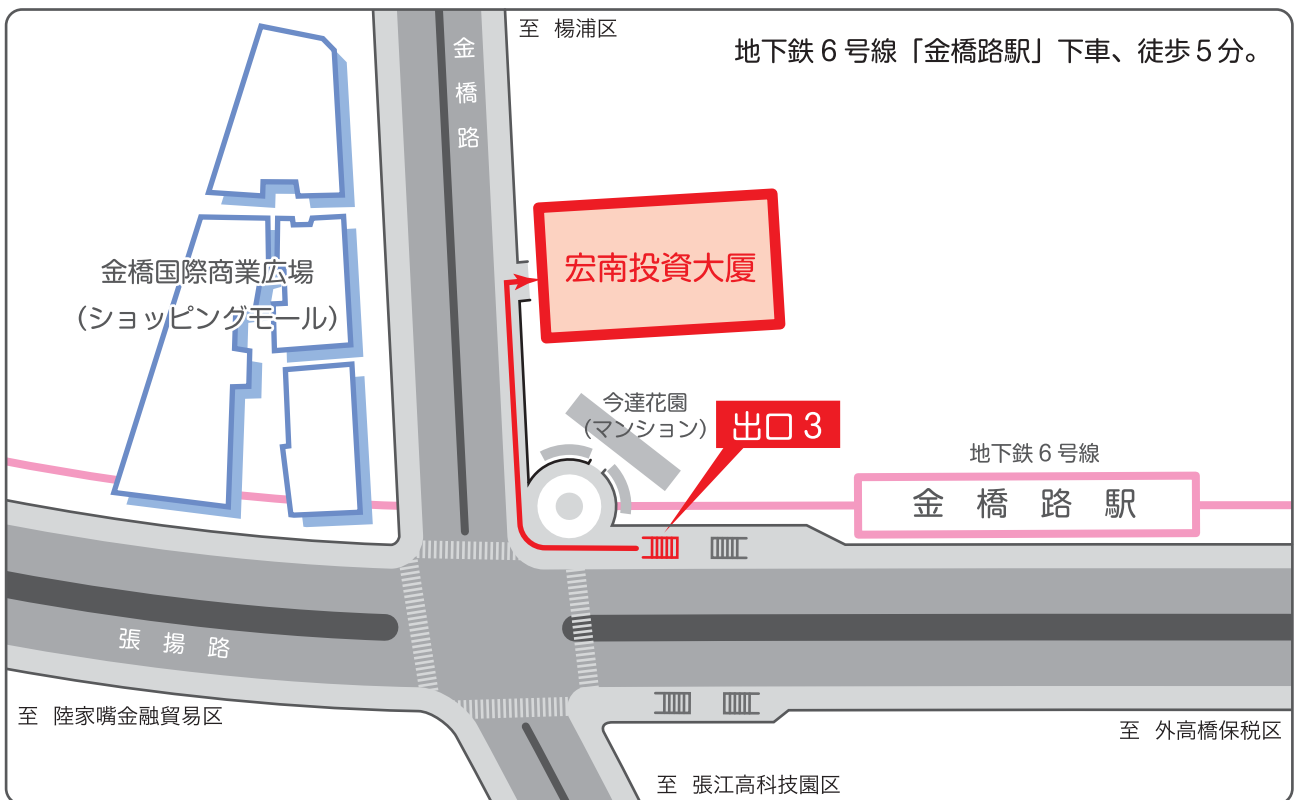 至 楊浦区
地下鉄6号線「金橋路駅」下車、徒歩5分。
金橋路
宏南投資大厦
金橋国際商業広場
（ショッピングモール）
今達花園
（マンション）
出口3
地下鉄6号線
金橋路駅
張揚路
至 陸家嘴金融貿易区
至 外高橋保税区
至 張江高科技園区